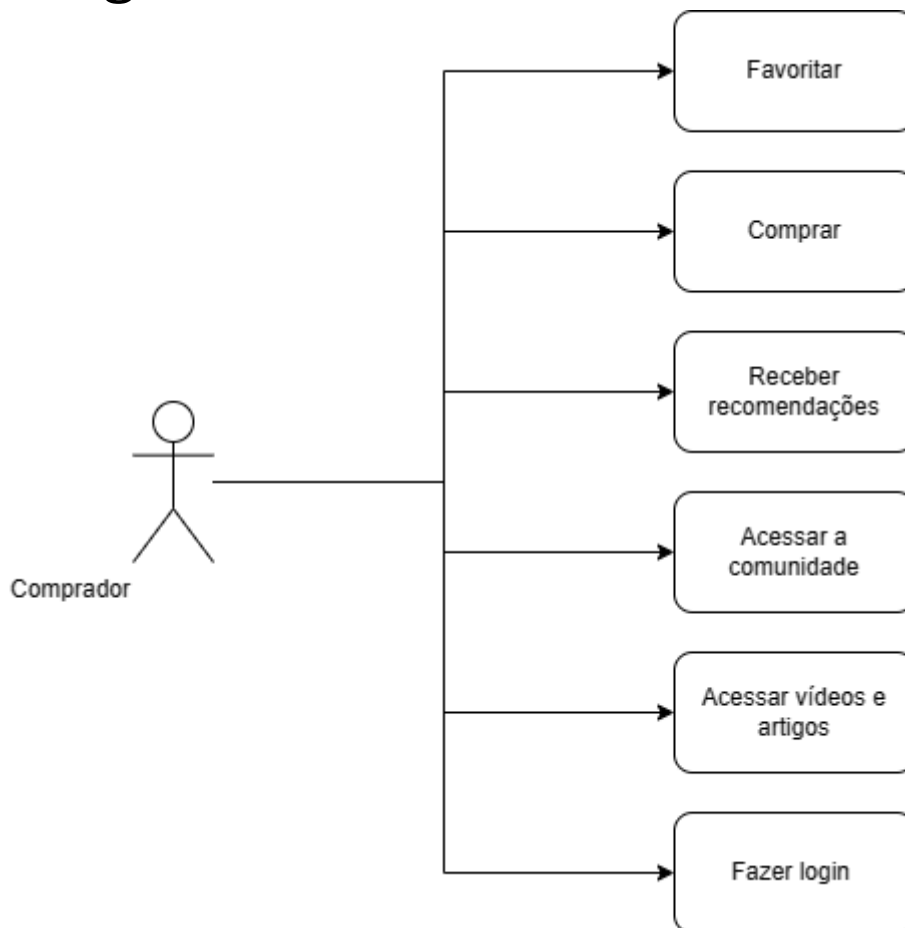 Favoritar
Comprar
Receber
recomendações
Acessar a
comunidade
Comprador
Acessar vídeos e
artigos
Fazer login